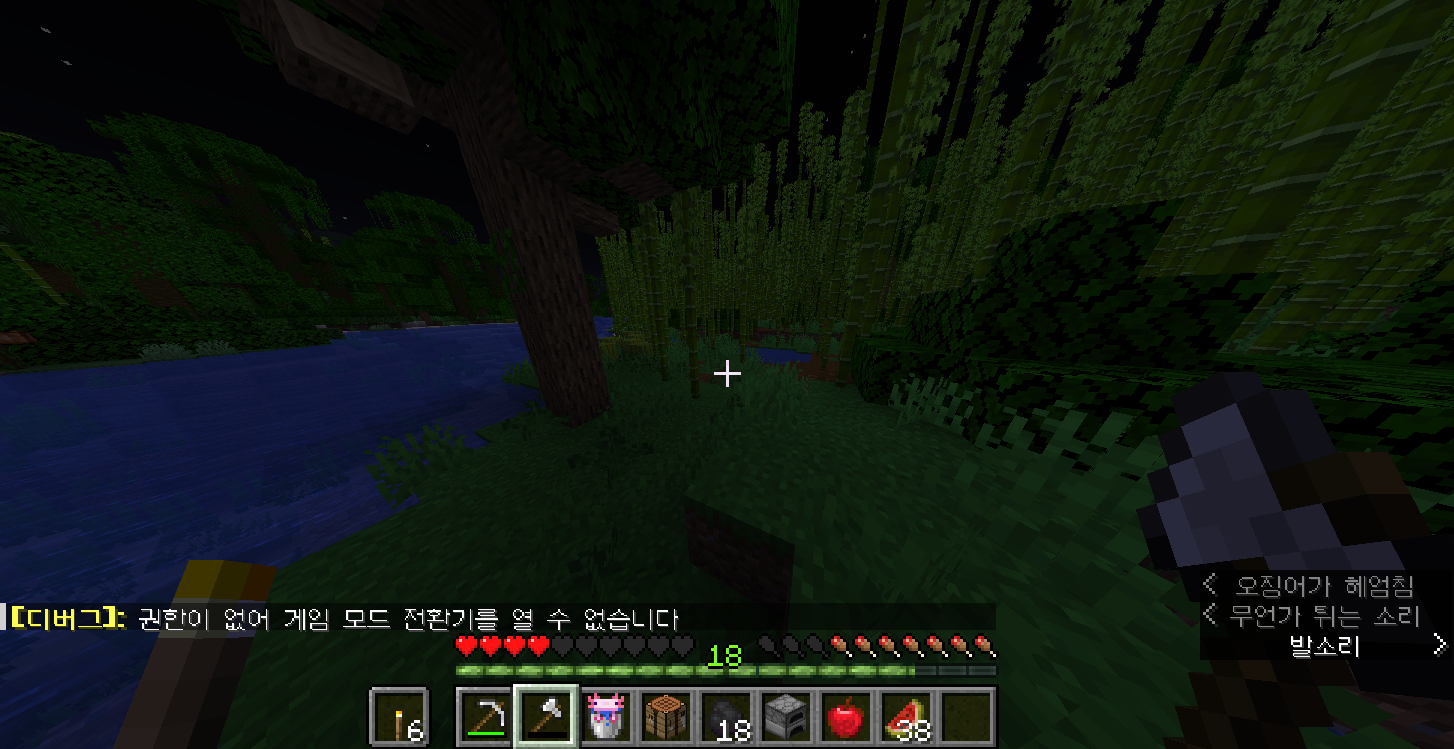 < 오징어가 헤엄침
< 무언가 튀는 소리
발소리 >
[디버그]: 권한이 없어 게임 모드 전환기를 열 수 없습니다
18
6
18
38